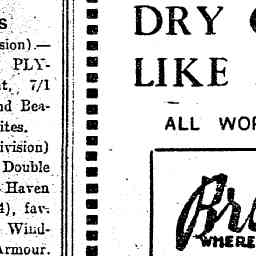 s
sion).—
PLY-
t, 7/1
nd Bea-
ites.
ivision)
Double
Haven
4), fav-
Wind-
Armour.
DRY
LIKE
ALL WOR
Bre
WHERE